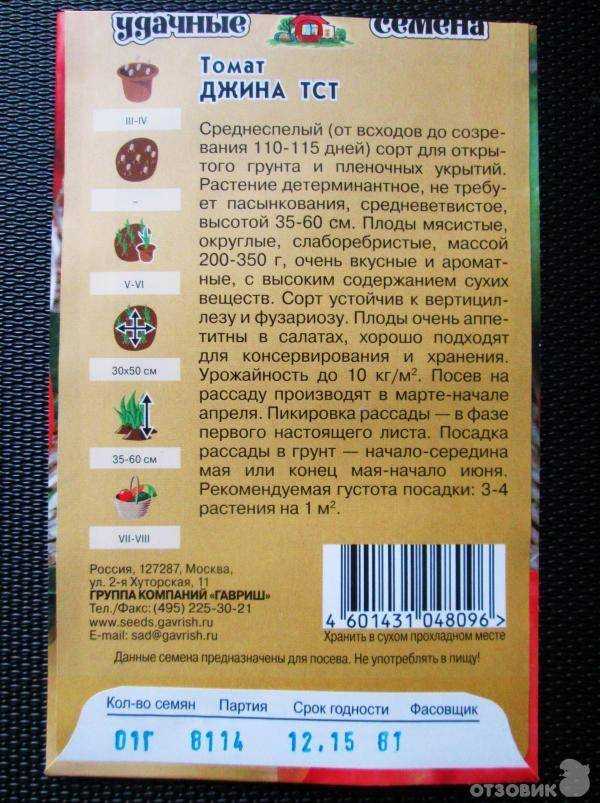 удачные семена
Томат
ДЖИНА ТСТ
III-IV
-
V-VI
30х50 см
35-60 см
VII-VIII
Среднеспелый (от всходов до созре-
вания 110-115 дней) сорт для откры-
того грунта и пленочных укрытий.
Растение детерминантное, не требу-
ет пасынкования, средневетвистое,
высотой 35-60 см. Плоды мясистые,
округлые, слаборебристые, массой
200-350 г, очень вкусные и аромат-
ные, с высоким содержанием сухих
веществ. Сорт устойчив к вертицил-
лезу и фузариозу. Плоды очень аппе-
титны в салатах, хорошо подходят
для консервирования и хранения.
Урожайность до 10 кг/м². Посев на
рассаду производят в марте-начале
апреля. Пикировка рассады — в фазе
первого настоящего листа. Посадка
рассады в грунт — начало-середина
мая или конец мая-начало июня.
Рекомендуемая густота посадки: 3-4
растения на 1 м².
Россия, 127287, Москва,
ул. 2-я Хуторская, 11
ГРУППА КОМПАНИЙ «ГАВРИШ»
Тел./Факс: (495) 225-30-21
www.seeds.gavrish.ru
E-mail: sad@gavrish.ru
4 601431 048096 >
Хранить в сухом прохладном месте
Данные семена предназначены для посева. Не употреблять в пищу!
Кол-во семян Партия Срок годности Фасовщик
01Г 8114 12.15 61
ОТЗОВИК